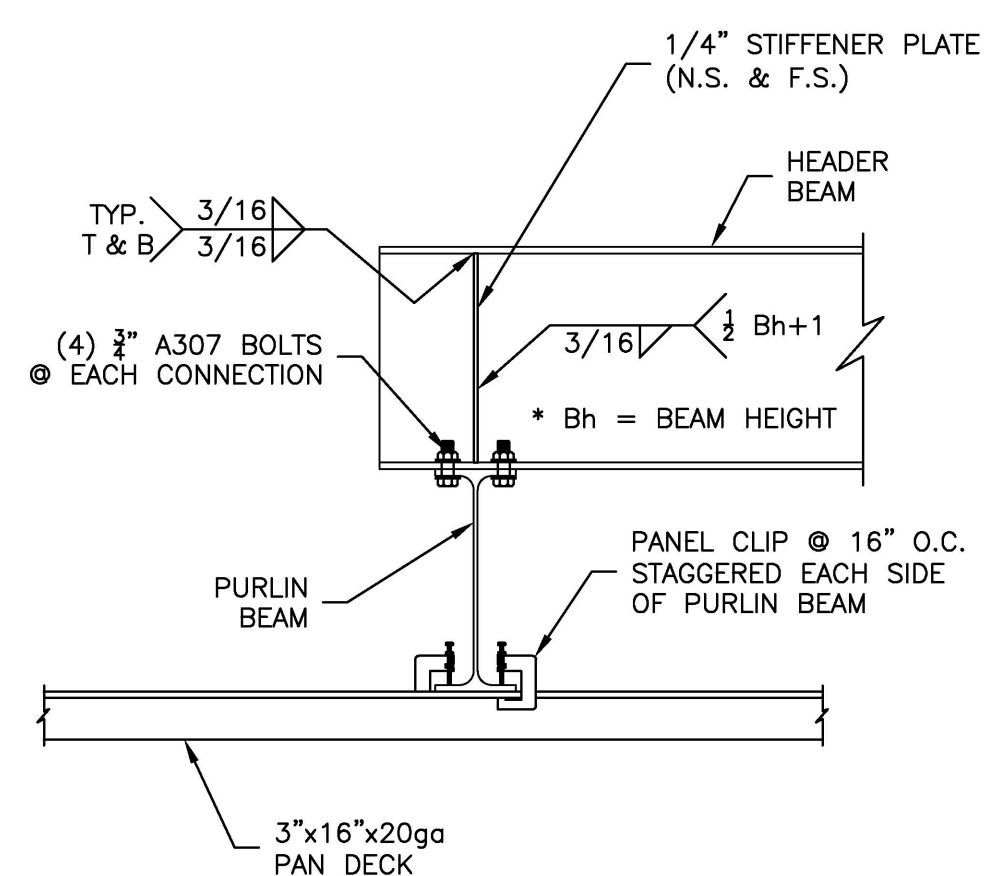 1/4” STIFFENER PLATE
(N.S. & F.S.)
HEADER
BEAM
TYP.
T & B
3/16
3/16
(4) 3/4” A307 BOLTS
@ EACH CONNECTION
3/16
1/2 Bh+1
* Bh = BEAM HEIGHT
PURLIN
BEAM
PANEL CLIP @ 16” O.C.
STAGGERED EACH SIDE
OF PURLIN BEAM
3”x16”x20ga
PAN DECK